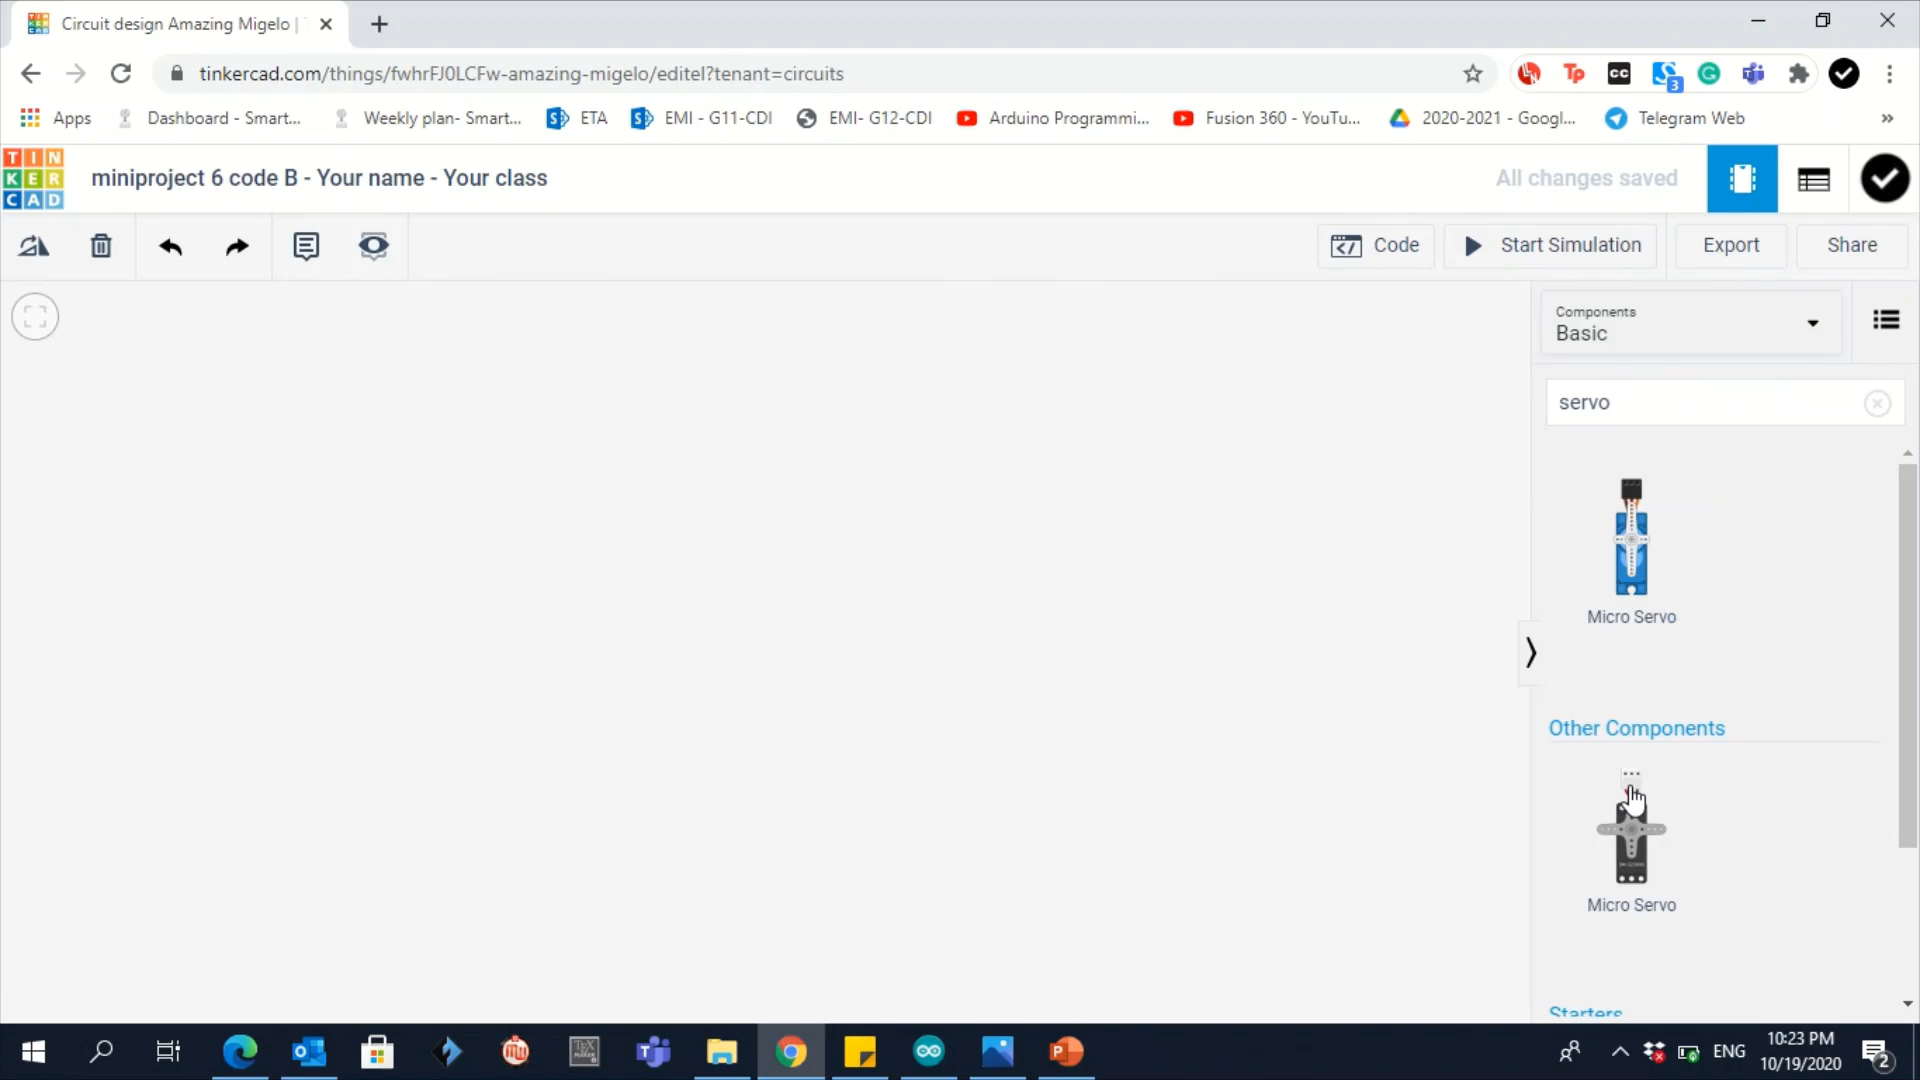 Circuit design Amazing Migelo |
tinkercad.com/things/fwhrFJ0LCFw-amazing-migelo/editel?tenant=circuits
Apps Dashboard - Smart... Weekly plan- Smart... ETA EMI - G11-CDI EMI- G12-CDI Arduino Programmi... Fusion 360 - YouTu... 2020-2021 - Googl... Telegram Web »
TINKERCAD miniproject 6 code B - Your name - Your class All changes saved
Code Start Simulation Export Share
Components
Basic
servo
Micro Servo
Other Components
Micro Servo
Starters
ENG 10:23 PM
10/19/2020 2